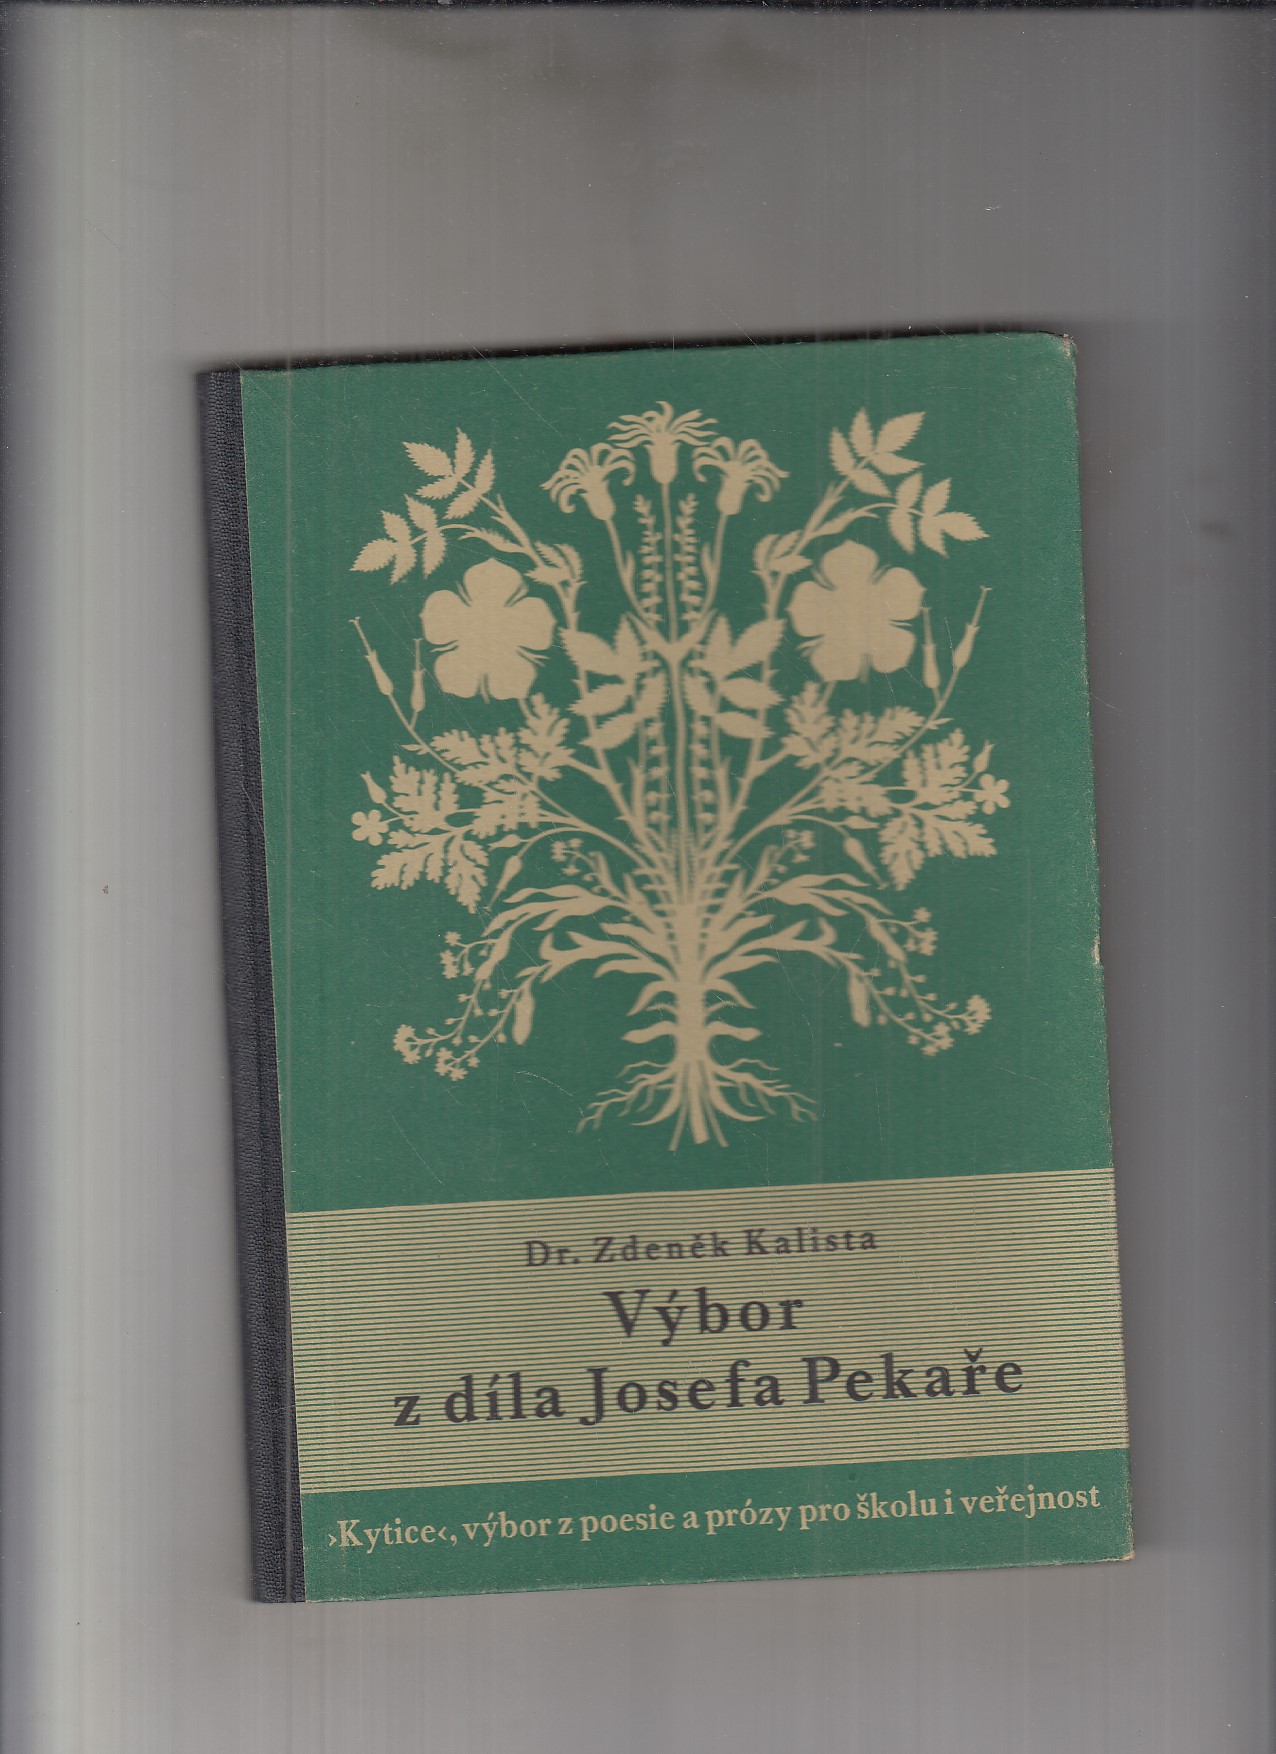 Dr. Zdeněk Kalista
Výbor
z díla Josefa Pekaře
›Kytice‹, výbor z poesie a prózy pro školu i veřejnost